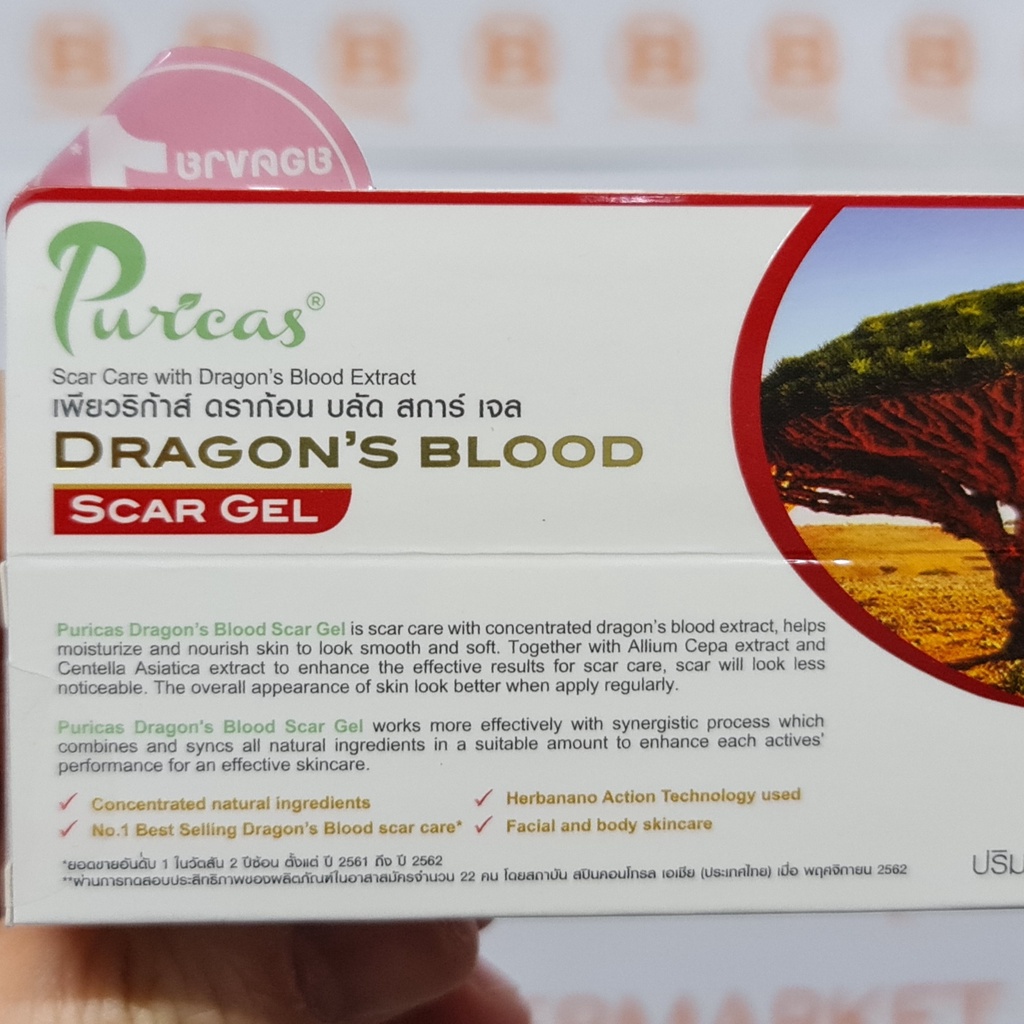 Puricas®
Scar Care with Dragon's Blood Extract
เพียวริก้าส์ ดราก้อน บลัด สการ์ เจล
DRAGON'S BLOOD
SCAR GEL
Puricas Dragon's Blood Scar Gel is scar care with concentrated dragon's blood extract, helps
moisturize and nourish skin to look smooth and soft. Together with Allium Cepa extract and
Centella Asiatica extract to enhance the effective results for scar care, scar will look less
noticeable. The overall appearance of skin look better when apply regularly.
Puricas Dragon's Blood Scar Gel works more effectively with synergistic process which
combines and syncs all natural ingredients in a suitable amount to enhance each actives'
performance for an effective skincare.
✓ Concentrated natural ingredients ✓ Herbanano Action Technology used
✓ No.1 Best Selling Dragon's Blood scar care* ✓ Facial and body skincare
*ยอดขายอันดับ 1 ในวัตสัน 2 ปีซ้อน ตั้งแต่ ปี 2561 ถึง ปี 2562
**ผ่านการทดสอบประสิทธิภาพของผลิตภัณฑ์ในอาสาสมัครจำนวน 22 คน โดยสถาบัน สปินคอนโทรล เอเชีย (ประเทศไทย) เมื่อ พฤศจิกายน 2562